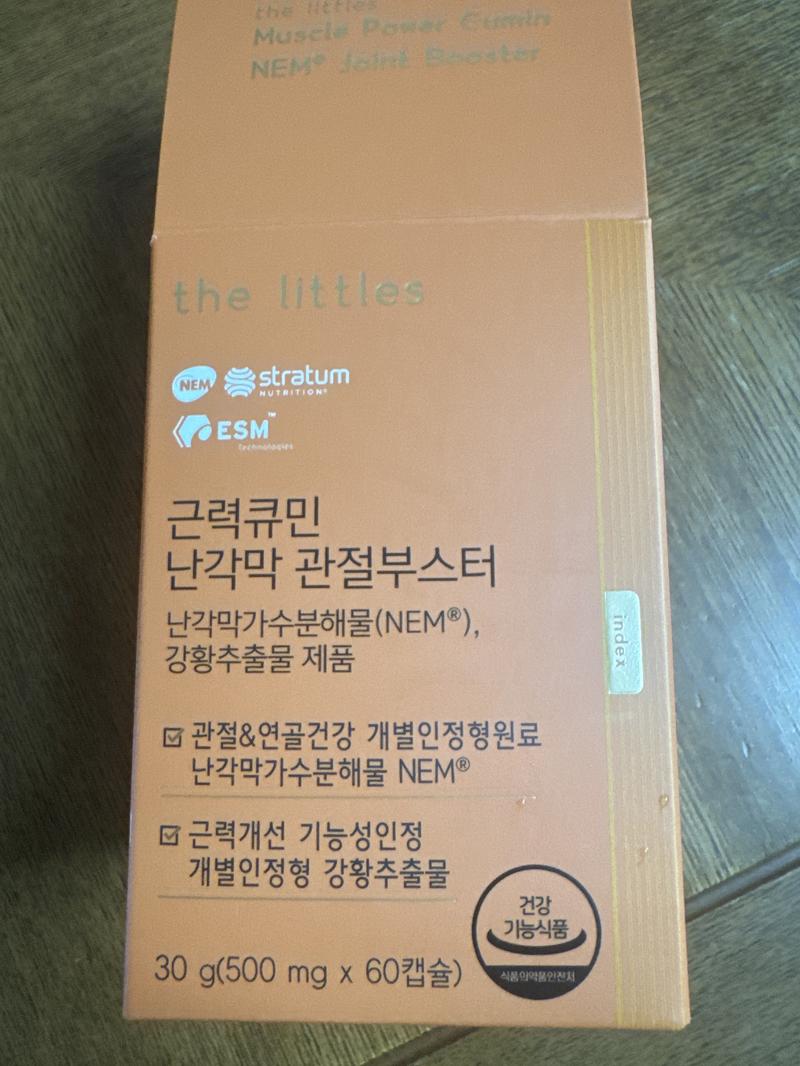 the littles
Muscle Power Cumin
NEM® Joint Booster
the littles
NEM stratum
NUTRITION®
ESM™
Technologies
근력큐민
난각막 관절부스터
난각막가수분해물(NEM®),
강황추출물 제품
index
관절&연골건강 개별인정형원료
난각막가수분해물 NEM®
근력개선 기능성인정
개별인정형 강황추출물
건강
기능식품
식품의약품안전처
30 g(500 mg x 60캡슐)